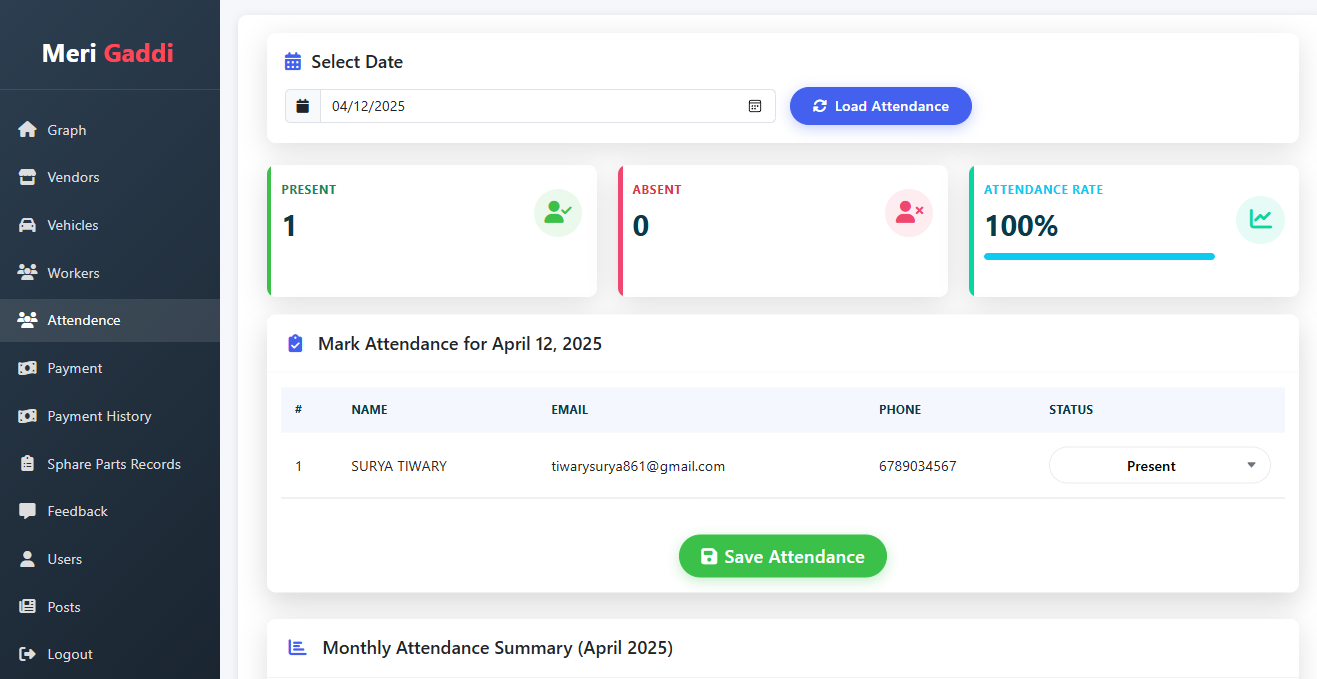 Meri Gaddi
Graph
Vendors
Vehicles
Workers
Attendence
Payment
Payment History
Sphare Parts Records
Feedback
Users
Posts
Logout
Select Date
04/12/2025
Load Attendance
PRESENT
1
ABSENT
0
ATTENDANCE RATE
100%
Mark Attendance for April 12, 2025
# NAME EMAIL PHONE STATUS
1 SURYA TIWARY tiwarysurya861@gmail.com 6789034567 Present
Save Attendance
Monthly Attendance Summary (April 2025)